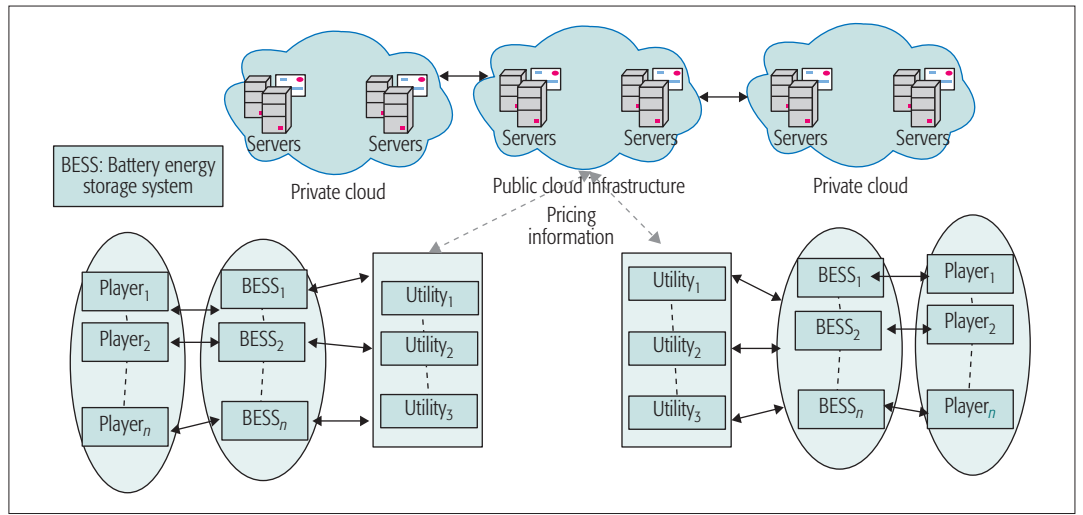 Servers
Servers
Servers
Servers
Servers
Servers
BESS: Battery energy
storage system
Private cloud
Public cloud infrastructure
Private cloud
Pricing
information
Player1
Player2
Playern
BESS1
BESS2
BESSn
Utility1
Utility2
Utility3
Utility1
Utility2
Utility3
BESS1
BESS2
BESSn
Player1
Player2
Playern